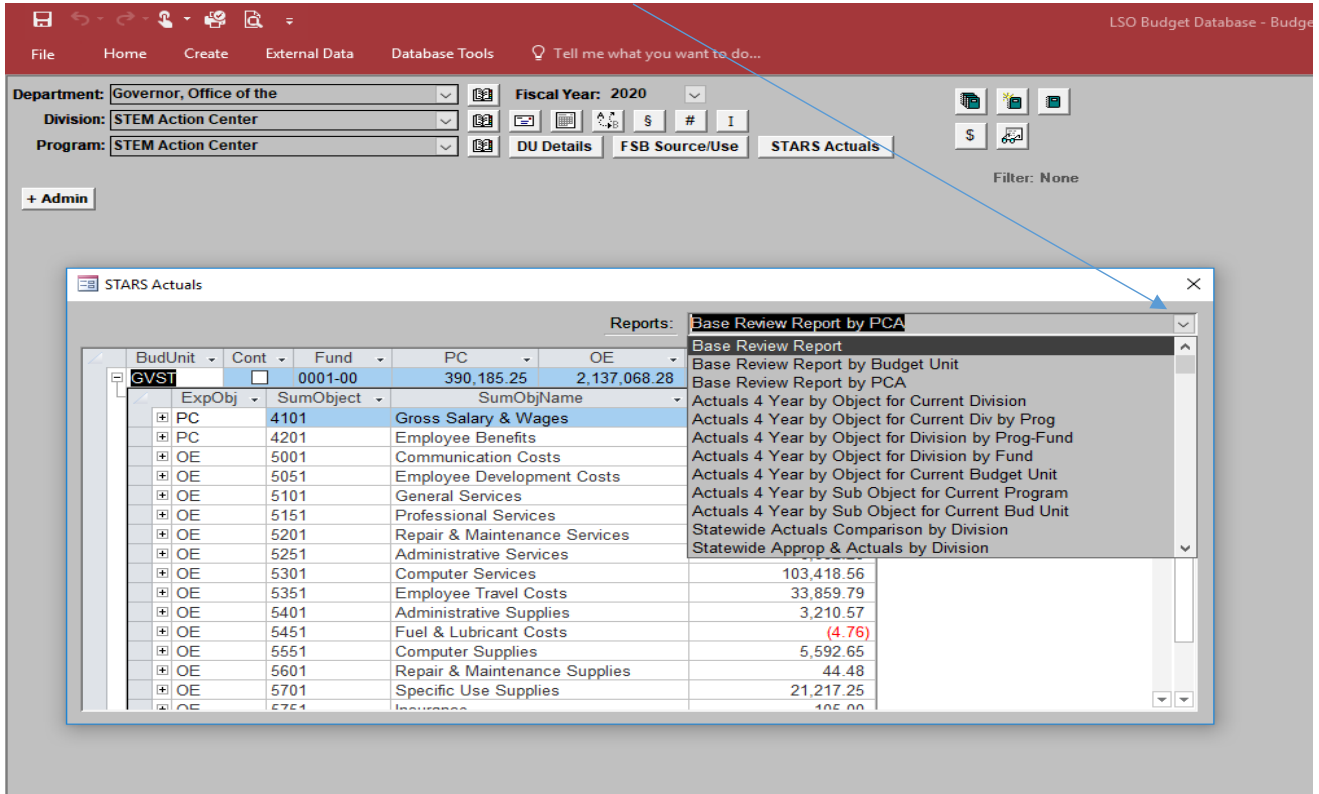 LSO Budget Database - Budge
File Home Create External Data Database Tools Tell me what you want to do...
Department: Governor, Office of the Fiscal Year: 2020
Division: STEM Action Center § # I
Program: STEM Action Center DU Details FSB Source/Use STARS Actuals $
Filter: None
+ Admin
STARS Actuals
Reports: Base Review Report by PCA
Base Review Report
Base Review Report by Budget Unit
Base Review Report by PCA
Actuals 4 Year by Object for Current Division
Actuals 4 Year by Object for Current Div by Prog
Actuals 4 Year by Object for Division by Prog-Fund
Actuals 4 Year by Object for Division by Fund
Actuals 4 Year by Object for Current Budget Unit
Actuals 4 Year by Sub Object for Current Program
Actuals 4 Year by Sub Object for Current Bud Unit
Statewide Actuals Comparison by Division
Statewide Approp & Actuals by Division
BudUnit Cont Fund PC OE
GVST 0001-00 390,185.25 2,137,068.28
ExpObj SumObject SumObjName
PC 4101 Gross Salary & Wages
PC 4201 Employee Benefits
OE 5001 Communication Costs
OE 5051 Employee Development Costs
OE 5101 General Services
OE 5151 Professional Services
OE 5201 Repair & Maintenance Services
OE 5251 Administrative Services
OE 5301 Computer Services 103,418.56
OE 5351 Employee Travel Costs 33,859.79
OE 5401 Administrative Supplies 3,210.57
OE 5451 Fuel & Lubricant Costs (4.76)
OE 5551 Computer Supplies 5,592.65
OE 5601 Repair & Maintenance Supplies 44.48
OE 5701 Specific Use Supplies 21,217.25
OE 5751 Insurance 105.00